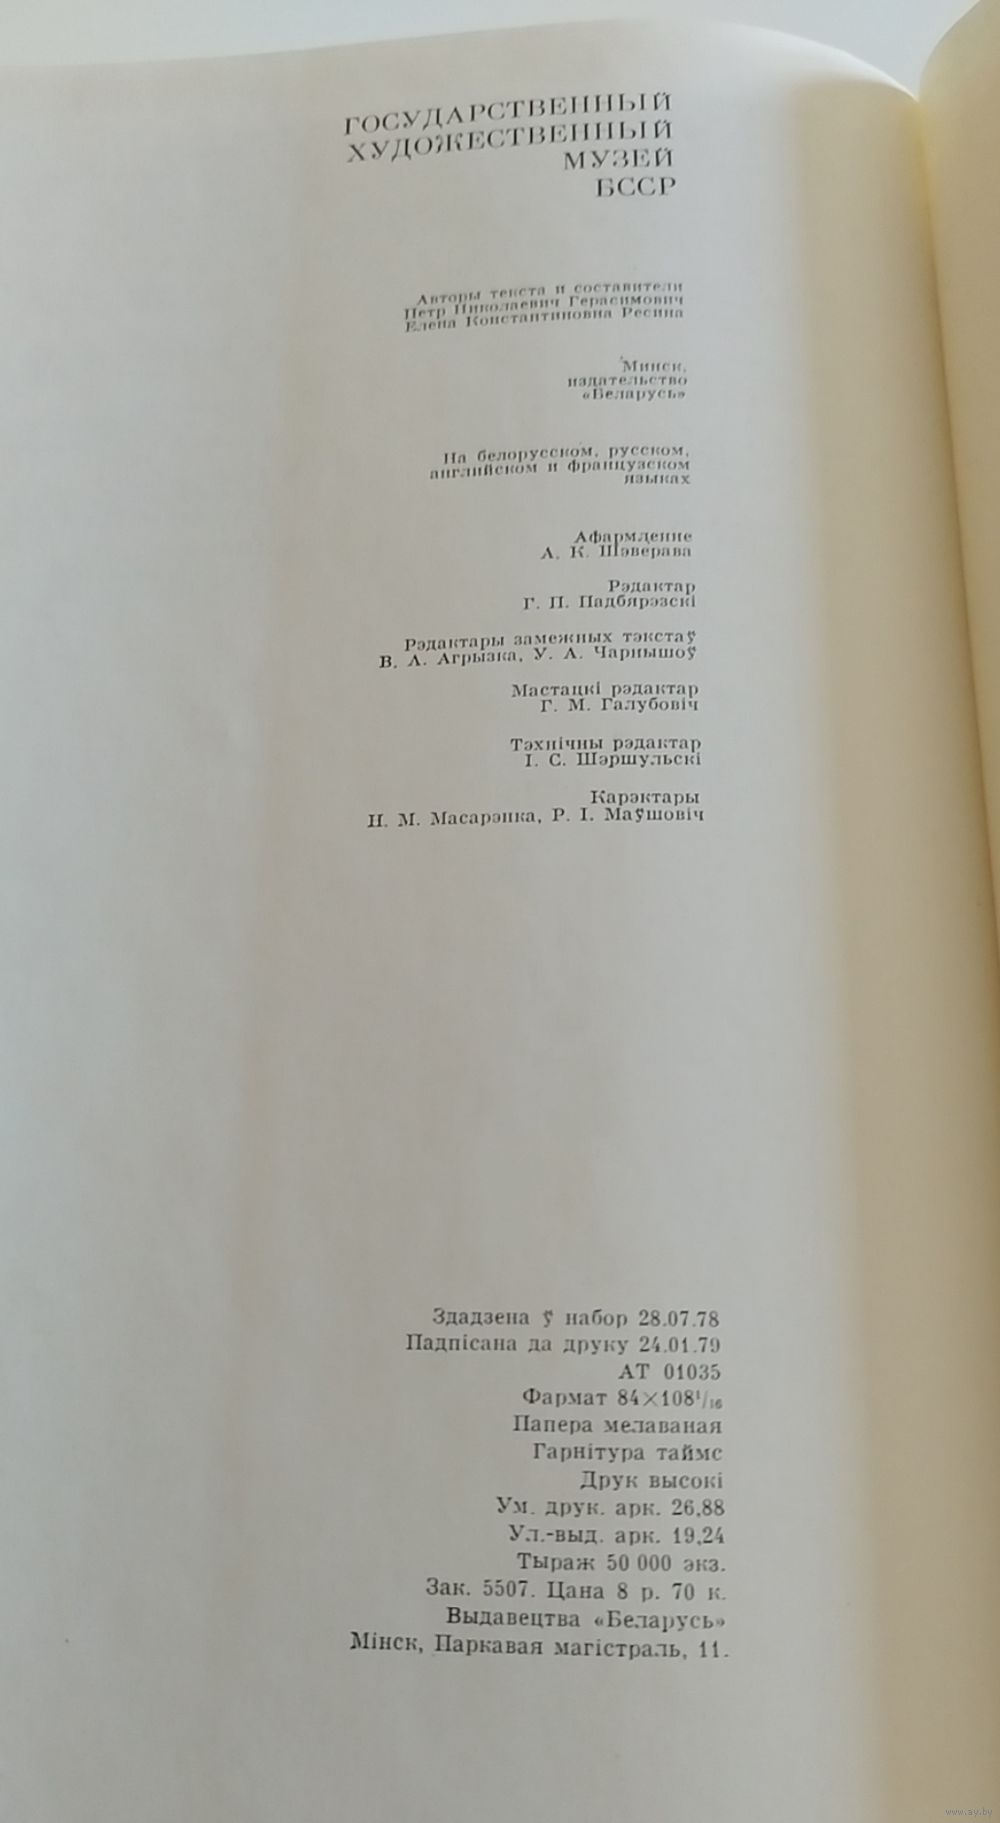 ГОСУДАРСТВЕННЫЙ
ХУДОЖЕСТВЕННЫЙ
МУЗЕЙ
БССР
Авторы текста и составители
Петр Николаевич Герасимович
Елена Константиновна Ресина
Минск,
издательство
«Беларусь»
На белорусском, русском,
английском и французском
языках
Афармленне
А. К. Шэверава
Рэдактар
Г. П. Падбярэзскі
Рэдактары замежных тэкстаў
В. Л. Агрызка, У. А. Чарнышоў
Мастацкі рэдактар
Г. М. Галубовіч
Тэхнічны рэдактар
І. С. Шэршульскі
Карэктары
Н. М. Масарэнка, Р. І. Маўшовіч
Здадзена ў набор 28.07.78
Падпісана да друку 24.01.79
АТ 01035
Фармат 84×108¹/₁₆
Папера мелаваная
Гарнітура таймс
Друк высокі
Ум. друк. арк. 26,88
Ул.-выд. арк. 19,24
Тыраж 50 000 экз.
Зак. 5507. Цана 8 р. 70 к.
Выдавецтва «Беларусь»
Мінск, Паркавая магістраль, 11.
www.ay.by